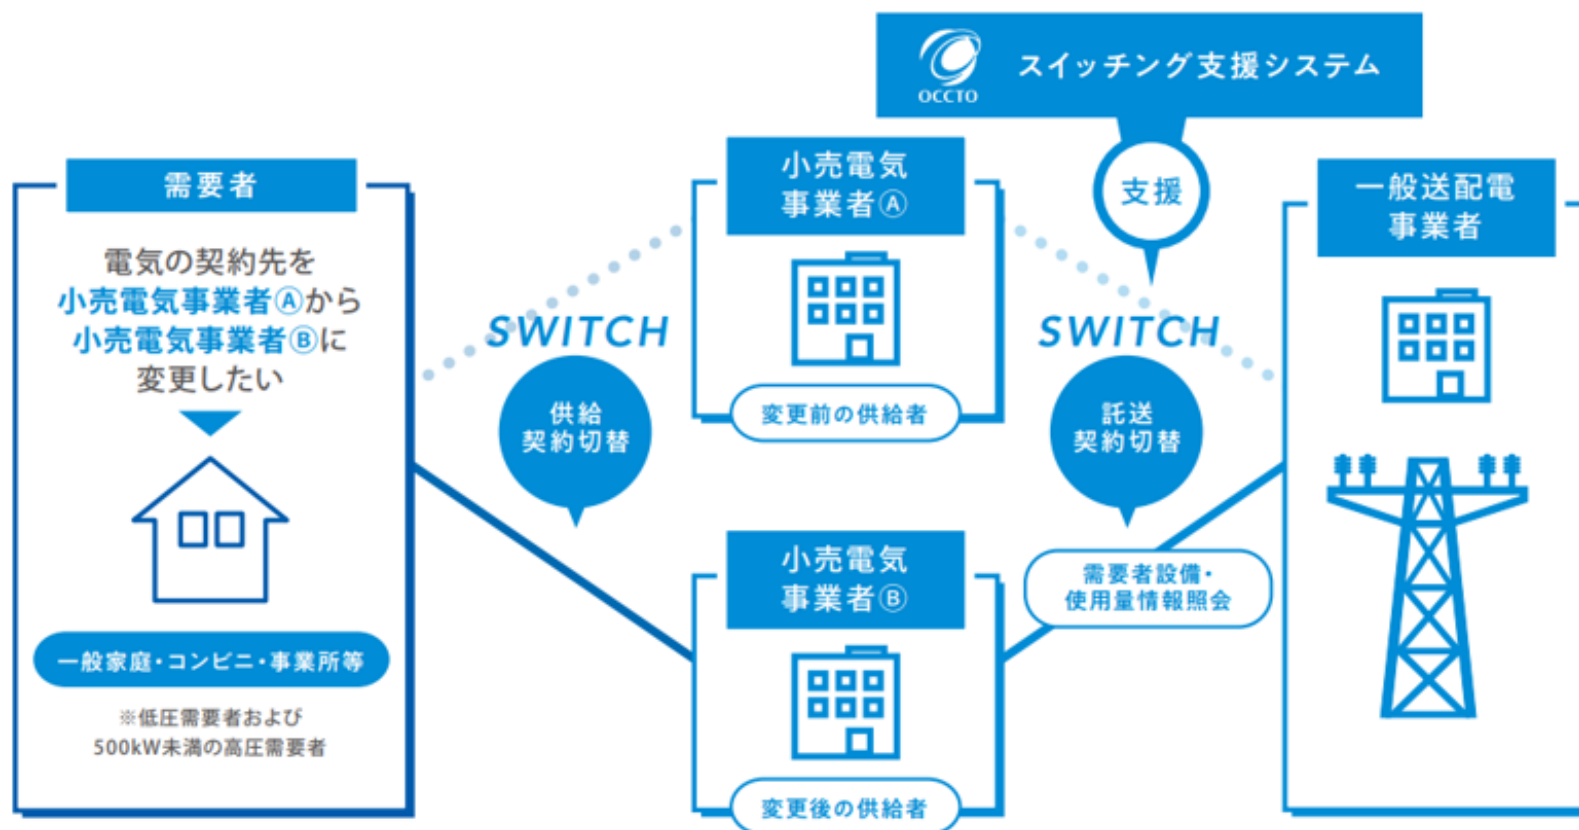 OCCTO
スイッチング支援システム
支援
需要者
電気の契約先を
小売電気事業者Ⓐから
小売電気事業者Ⓑに
変更したい
一般家庭・コンビニ・事業所等
※低圧需要者および
500kW未満の高圧需要者
SWITCH
供給
契約切替
小売電気
事業者Ⓐ
変更前の供給者
小売電気
事業者Ⓑ
変更後の供給者
SWITCH
託送
契約切替
需要者設備・
使用量情報照会
一般送配電
事業者